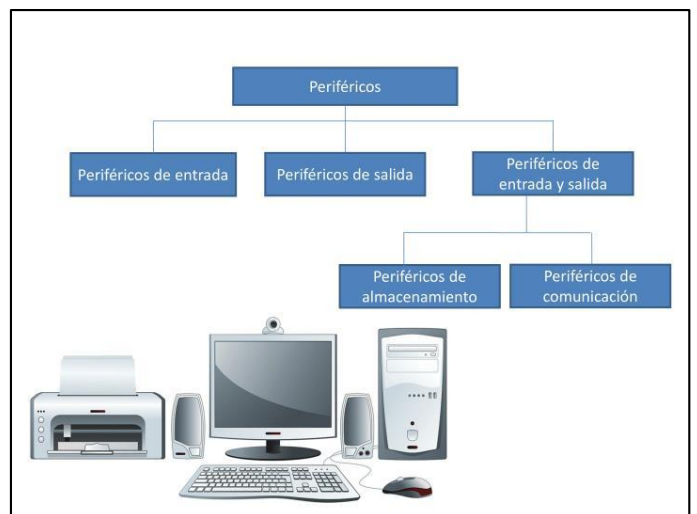 Periféricos
Periféricos de entrada
Periféricos de salida
Periféricos de
entrada y salida
Periféricos de
almacenamiento
Periféricos de
comunicación